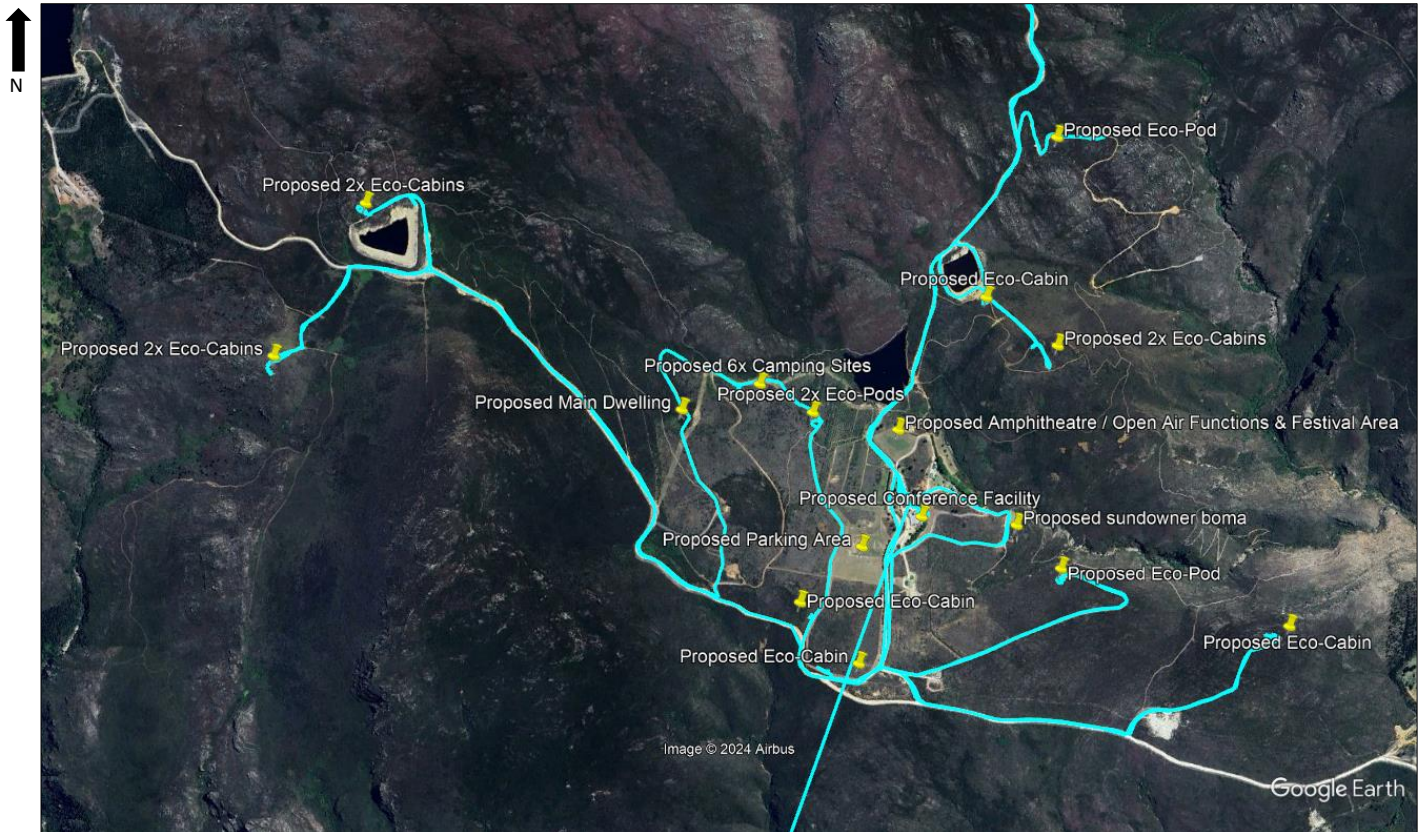 N
Proposed Eco-Pod
Proposed 2x Eco-Cabins
Proposed Eco-Cabin
Proposed 2x Eco-Cabins
Proposed 2x Eco-Cabins
Proposed 6x Camping Sites
Proposed 2x Eco-Pods
Proposed Main Dwelling
Proposed Amphitheatre / Open Air Functions & Festival Area
Proposed Conference Facility
Proposed sundowner boma
Proposed Parking Area
Proposed Eco-Pod
Proposed Eco-Cabin
Proposed Eco-Cabin
Proposed Eco-Cabin
Image © 2024 Airbus
Google Earth